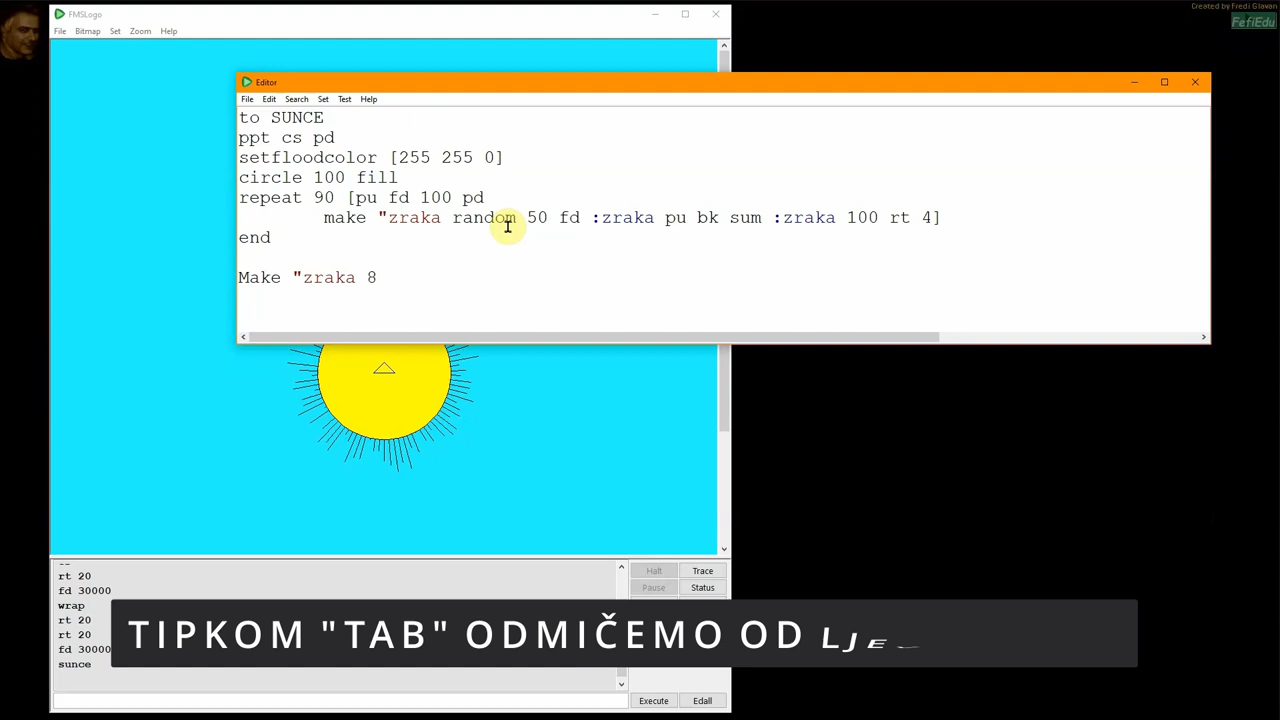 Created by Fredi Glavan
FefiEdu
FMSLogo
File Bitmap Set Zoom Help
Editor
File Edit Search Set Test Help
to SUNCE
ppt cs pd
setfloodcolor [255 255 0]
circle 100 fill
repeat 90 [pu fd 100 pd
make "zraka random 50 fd :zraka pu bk sum :zraka 100 rt 4]
end
Make "zraka 8
rt 20
fd 30000
wrap
rt 20
rt 20
fd 30000
sunce
Halt
Trace
Pause
Status
TIPKOM "TAB" ODMIČEMO OD LJE
Execute
Edall